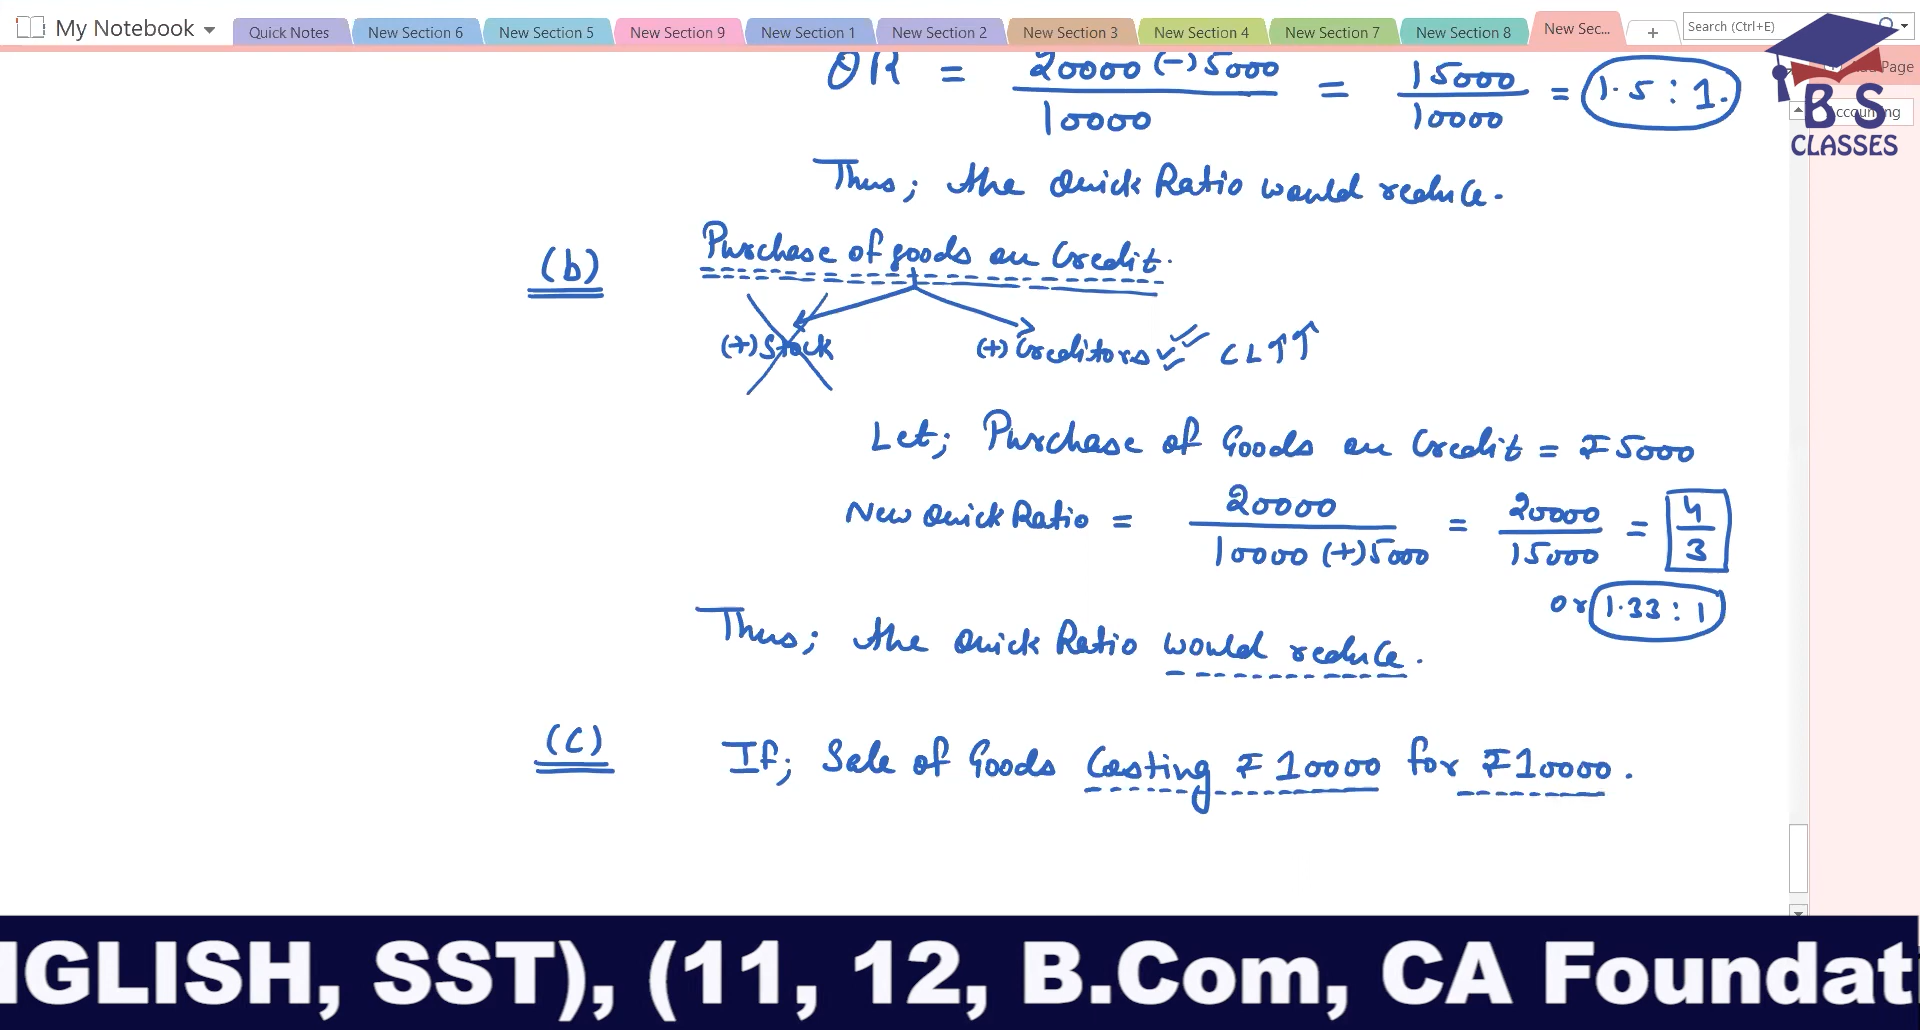 My Notebook
Quick Notes
New Section 6
New Section 5
New Section 9
New Section 1
New Section 2
New Section 3
New Section 4
New Section 7
New Section 8
New Sec...
+
Search (Ctrl+E)
Page
Accounting
BS
CLASSES
QR = 20000 (-) 5000 / 10000 = 15000 / 10000 = 1.5 : 1.
Thus; the Quick Ratio would reduce.
(b) Purchase of goods on Credit.
(+) Stock (+) Creditors ✓✓ CL ↑↑
Let; Purchase of Goods on Credit = ₹5000
New Quick Ratio = 20000 / 10000 (+) 5000 = 20000 / 15000 = 4 / 3
or 1.33 : 1
Thus; the Quick Ratio would reduce.
(c) If; Sale of Goods Costing ₹10000 for ₹10000.
NGLISH, SST), (11, 12, B.Com, CA Foundat